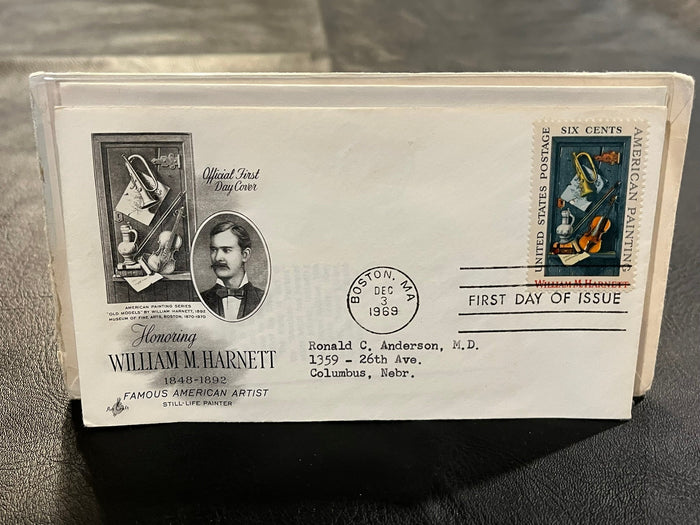 Official First
Day Cover
AMERICAN PAINTING SERIES
"OLD MODELS" BY WILLIAM HARNETT, 1892
MUSEUM OF FINE ARTS, BOSTON, 1870-1970
Honoring
WILLIAM M. HARNETT
1848-1892
FAMOUS AMERICAN ARTIST
STILL-LIFE PAINTER
ArtCraft
UNITED STATES POSTAGE
SIX CENTS
AMERICAN PAINTING
WILLIAM M. HARNETT
BOSTON, MA
DEC
3
1969
FIRST DAY OF ISSUE
Ronald C. Anderson, M.D.
1359 - 26th Ave.
Columbus, Nebr.